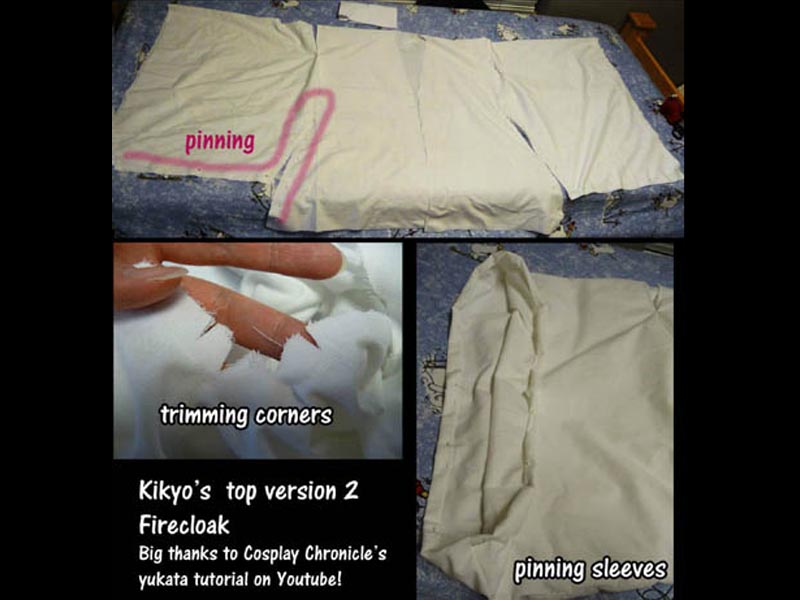 pinning
trimming corners
Kikyo's top version 2
Firecloak
Big thanks to Cosplay Chronicle's
yukata tutorial on Youtube!
pinning sleeves